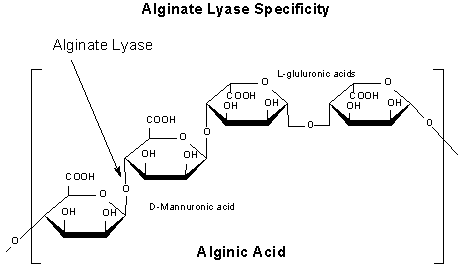 Alginate Lyase Specificity
Alginate Lyase
L-gluluronic acids
O
O
COOH
OH
OH
COOH
OH
OH
O
O
O
COOH
O
OH
OH
O
COOH
O
OH
OH
D-Mannuronic acid
O
Alginic Acid